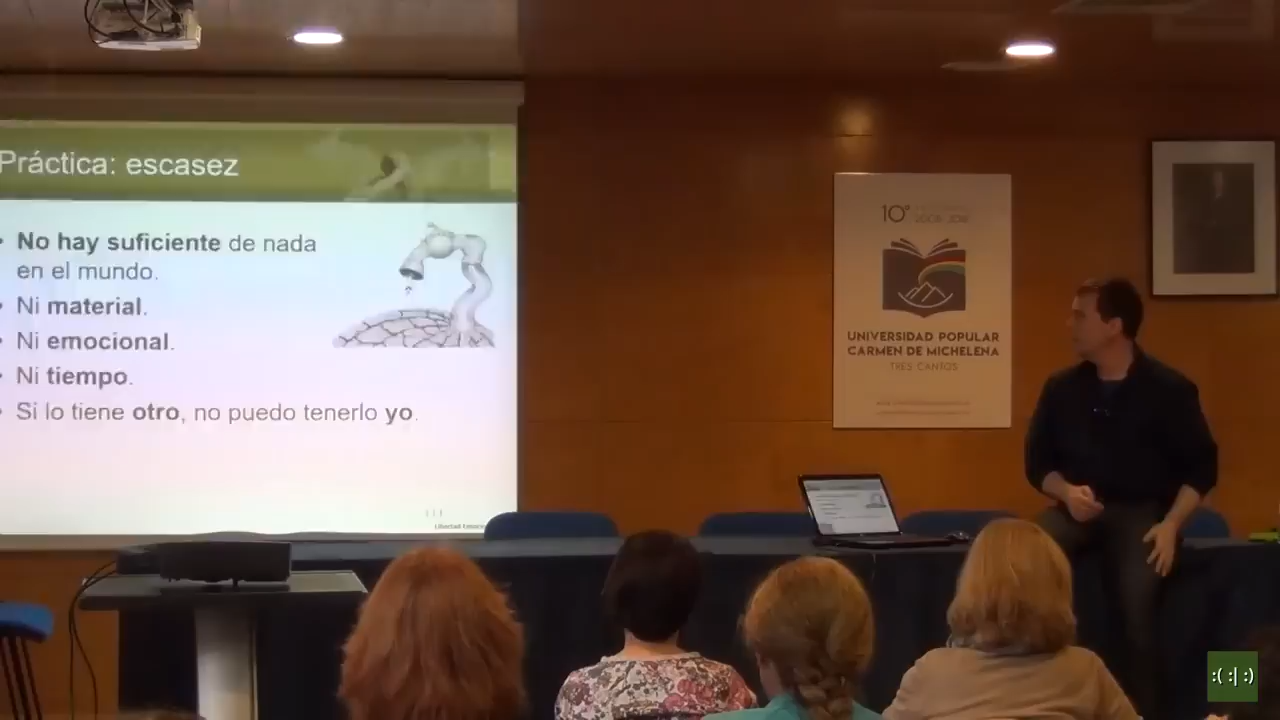 Práctica: escasez
• No hay suficiente de nada
en el mundo.
• Ni material.
• Ni emocional.
• Ni tiempo.
• Si lo tiene otro, no puedo tenerlo yo.
10º
UNIVERSIDAD POPULAR
CARMEN DE MICHELENA
TRES CANTOS
:( :| :)